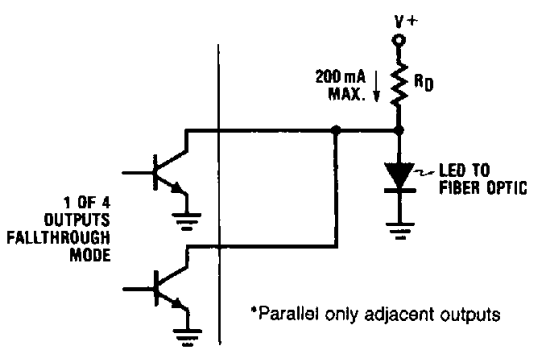 V+
200 mA
MAX.
RD
LED TO
FIBER OPTIC
1 OF 4
OUTPUTS
FALLTHROUGH
MODE
*Parallel only adjacent outputs